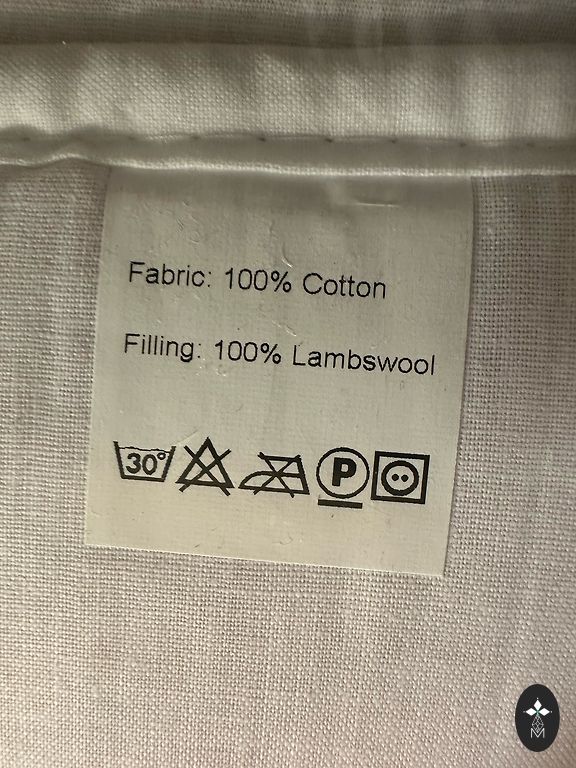 Fabric: 100% Cotton
Filling: 100% Lambswool
30°
P
M